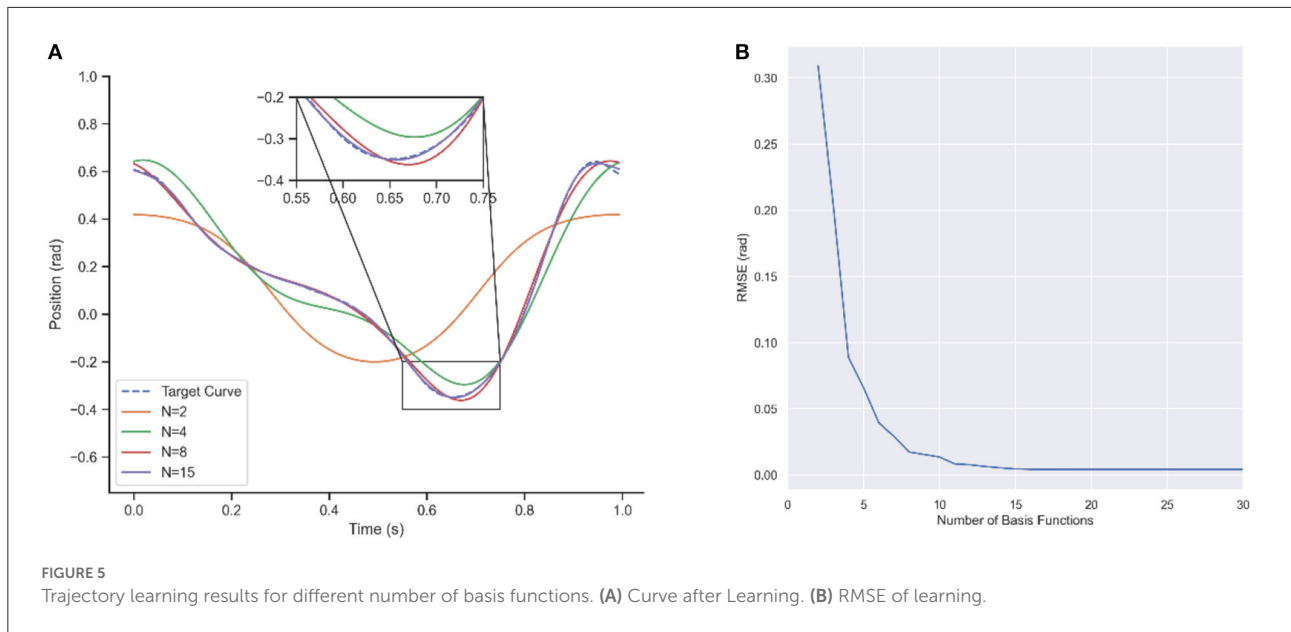 A
1.0
0.8
0.6
0.4
0.2
0.0
−0.2
−0.4
−0.6
Position (rad)
0.0 0.2 0.4 0.6 0.8 1.0
Time (s)
−0.2
−0.3
−0.4
0.55 0.60 0.65 0.70 0.75
Target Curve
N=2
N=4
N=8
N=15
B
0.30
0.25
0.20
0.15
0.10
0.05
0.00
RMSE (rad)
0 5 10 15 20 25 30
Number of Basis Functions
FIGURE 5
Trajectory learning results for different number of basis functions. (A) Curve after Learning. (B) RMSE of learning.